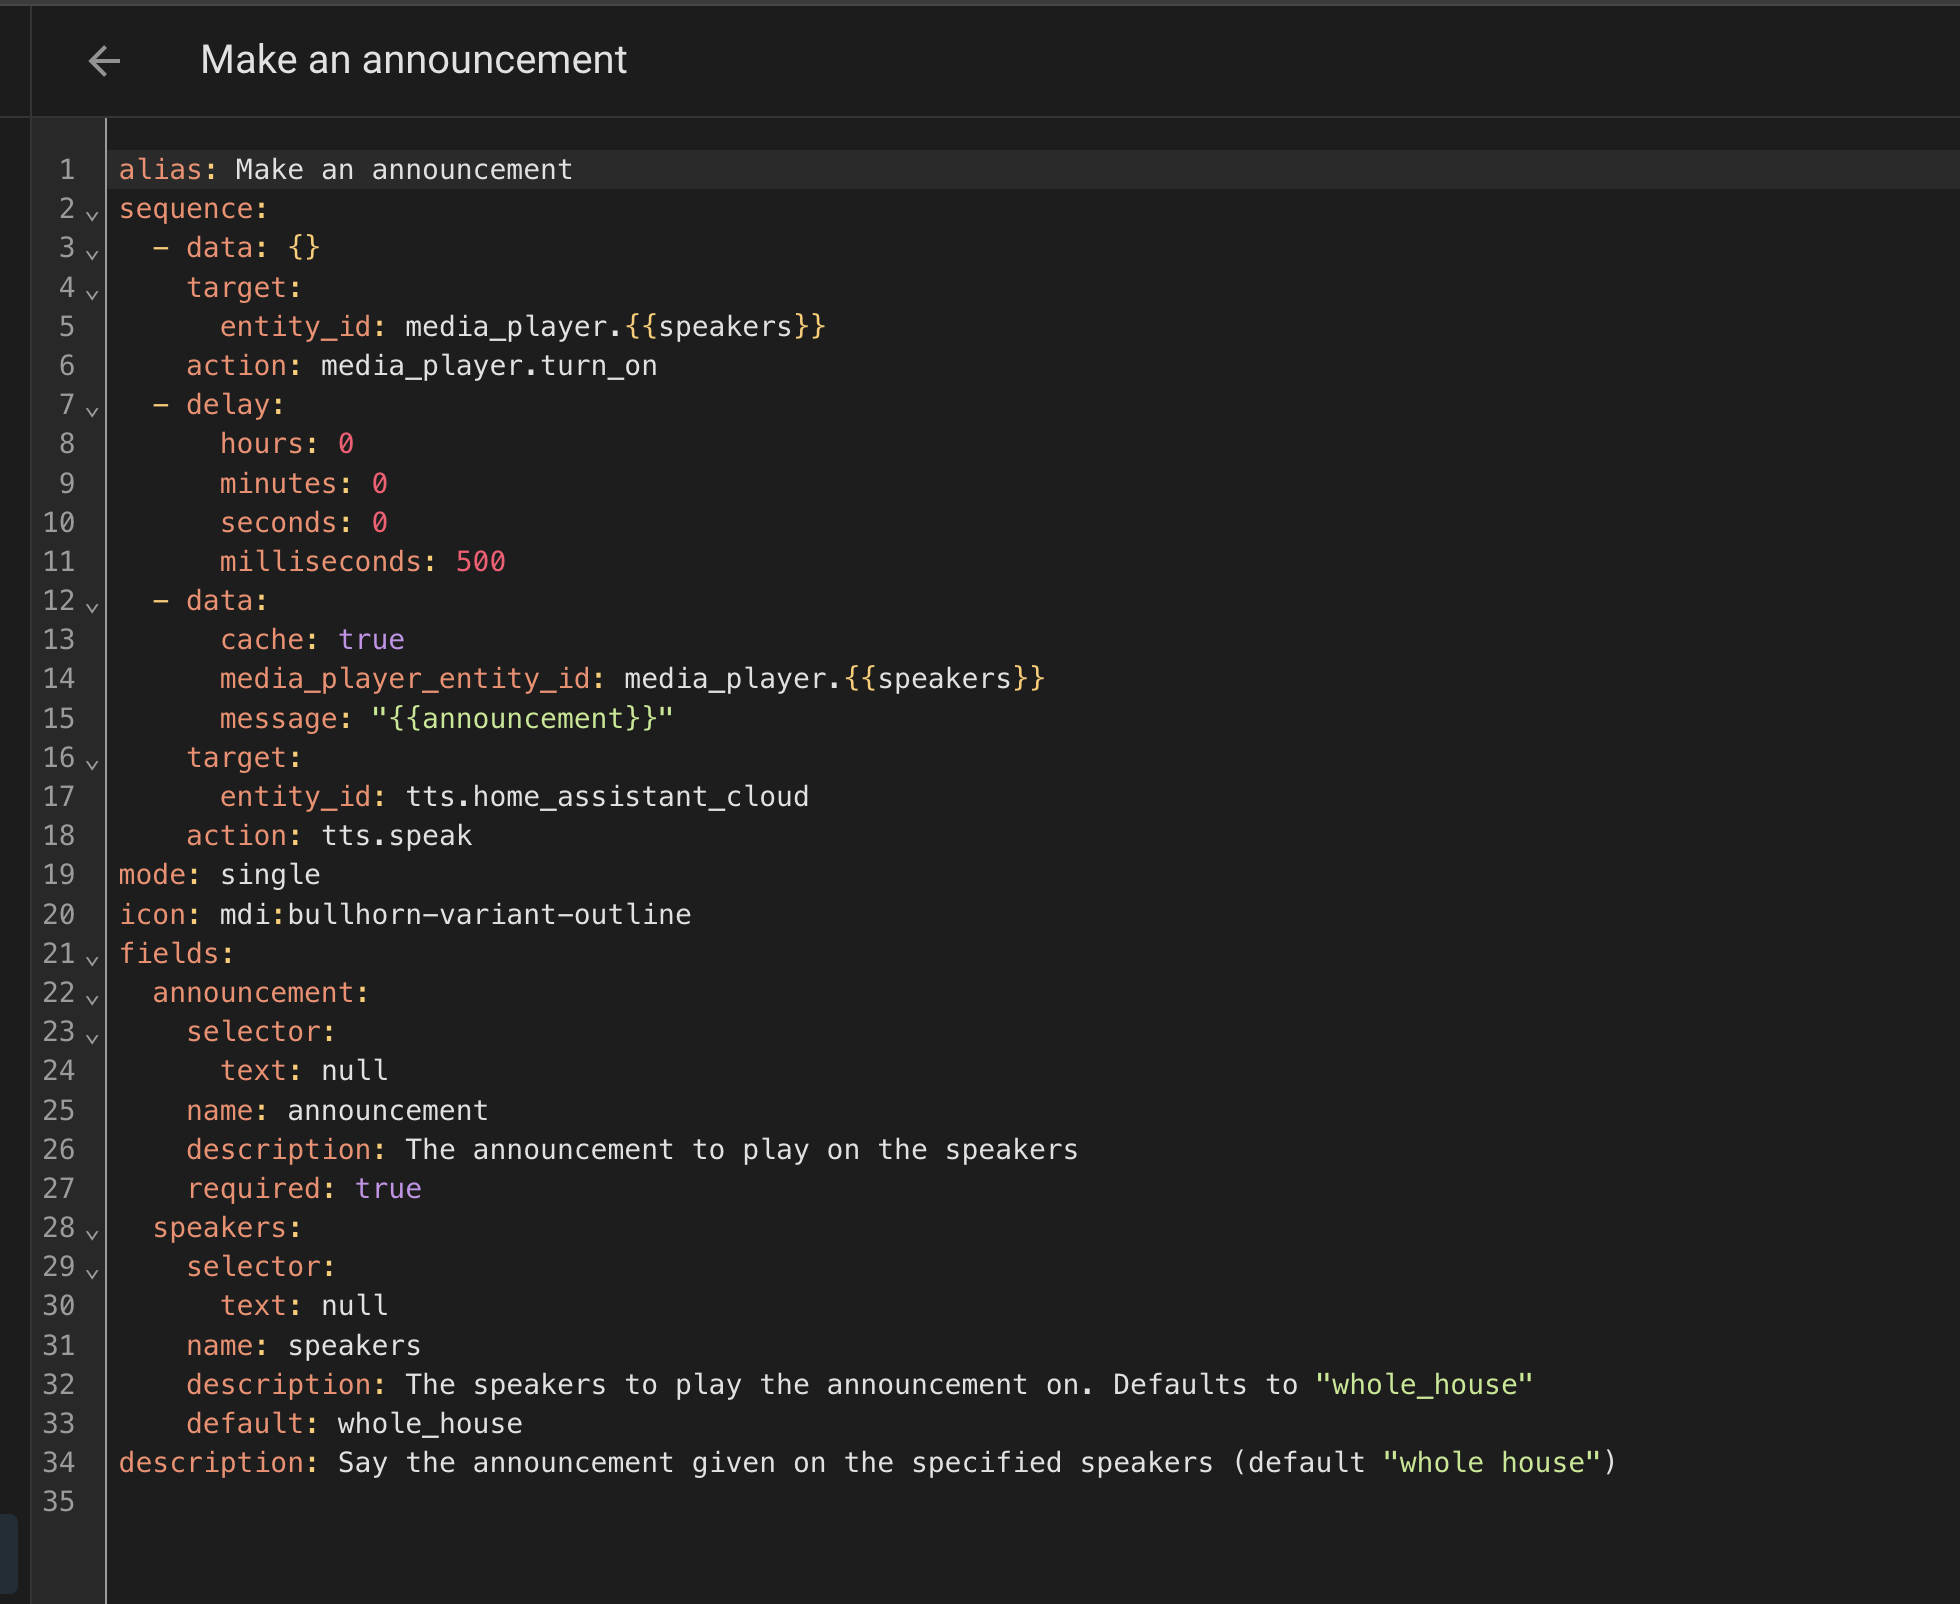 Make an announcement
1 alias: Make an announcement
2 sequence:
3   - data: {}
4     target:
5       entity_id: media_player.{{speakers}}
6     action: media_player.turn_on
7   - delay:
8       hours: 0
9       minutes: 0
10       seconds: 0
11       milliseconds: 500
12   - data:
13       cache: true
14       media_player_entity_id: media_player.{{speakers}}
15       message: "{{announcement}}"
16     target:
17       entity_id: tts.home_assistant_cloud
18     action: tts.speak
19 mode: single
20 icon: mdi:bullhorn-variant-outline
21 fields:
22   announcement:
23     selector:
24       text: null
25     name: announcement
26     description: The announcement to play on the speakers
27     required: true
28   speakers:
29     selector:
30       text: null
31     name: speakers
32     description: The speakers to play the announcement on. Defaults to "whole_house"
33     default: whole_house
34 description: Say the announcement given on the specified speakers (default "whole house")
35